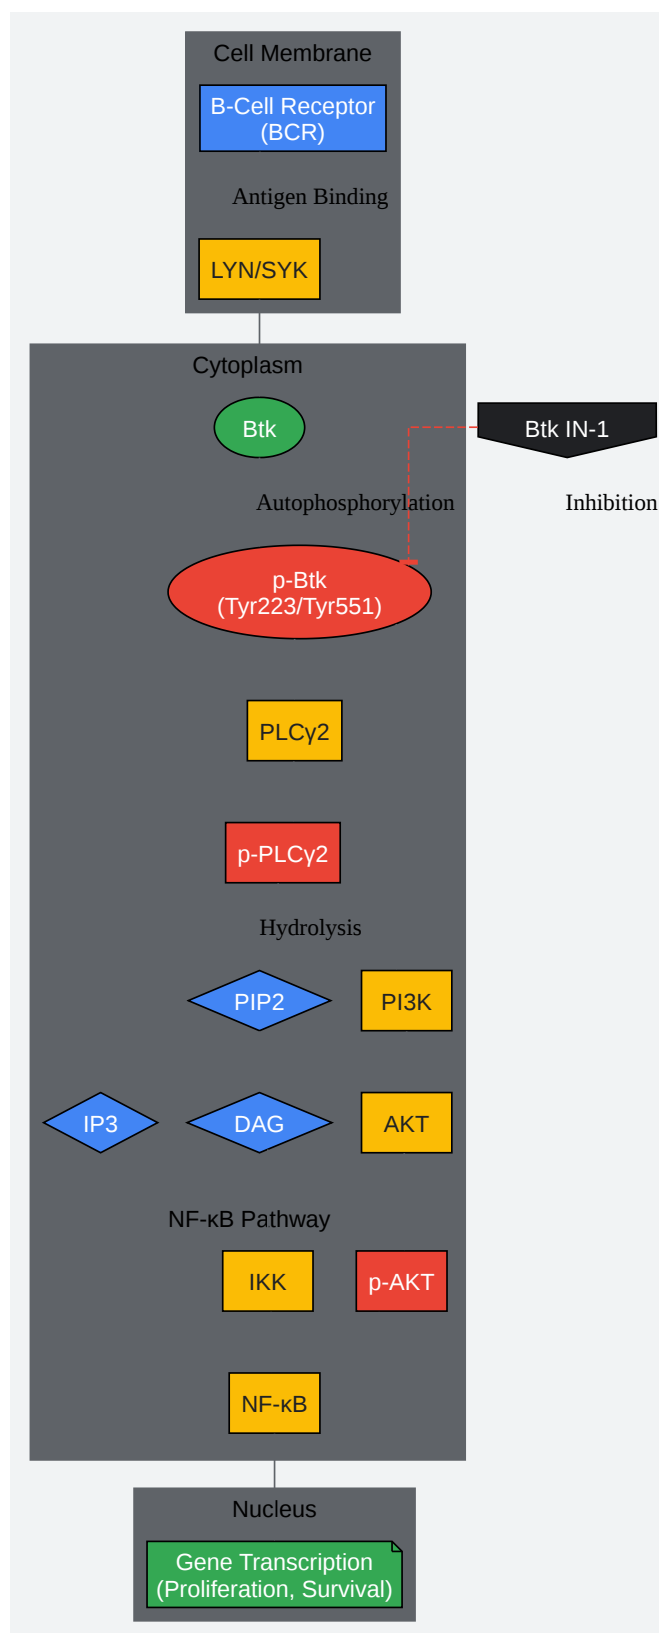 Cell Membrane
B-Cell Receptor
(BCR)
Antigen Binding
LYN/SYK
Cytoplasm
Btk
Btk IN-1
Autophosphorylation
Inhibition
p-Btk
(Tyr223/Tyr551)
PLCγ2
p-PLCγ2
Hydrolysis
PIP2
PI3K
IP3
DAG
AKT
NF-κB Pathway
IKK
p-AKT
NF-κB
Nucleus
Gene Transcription
(Proliferation, Survival)